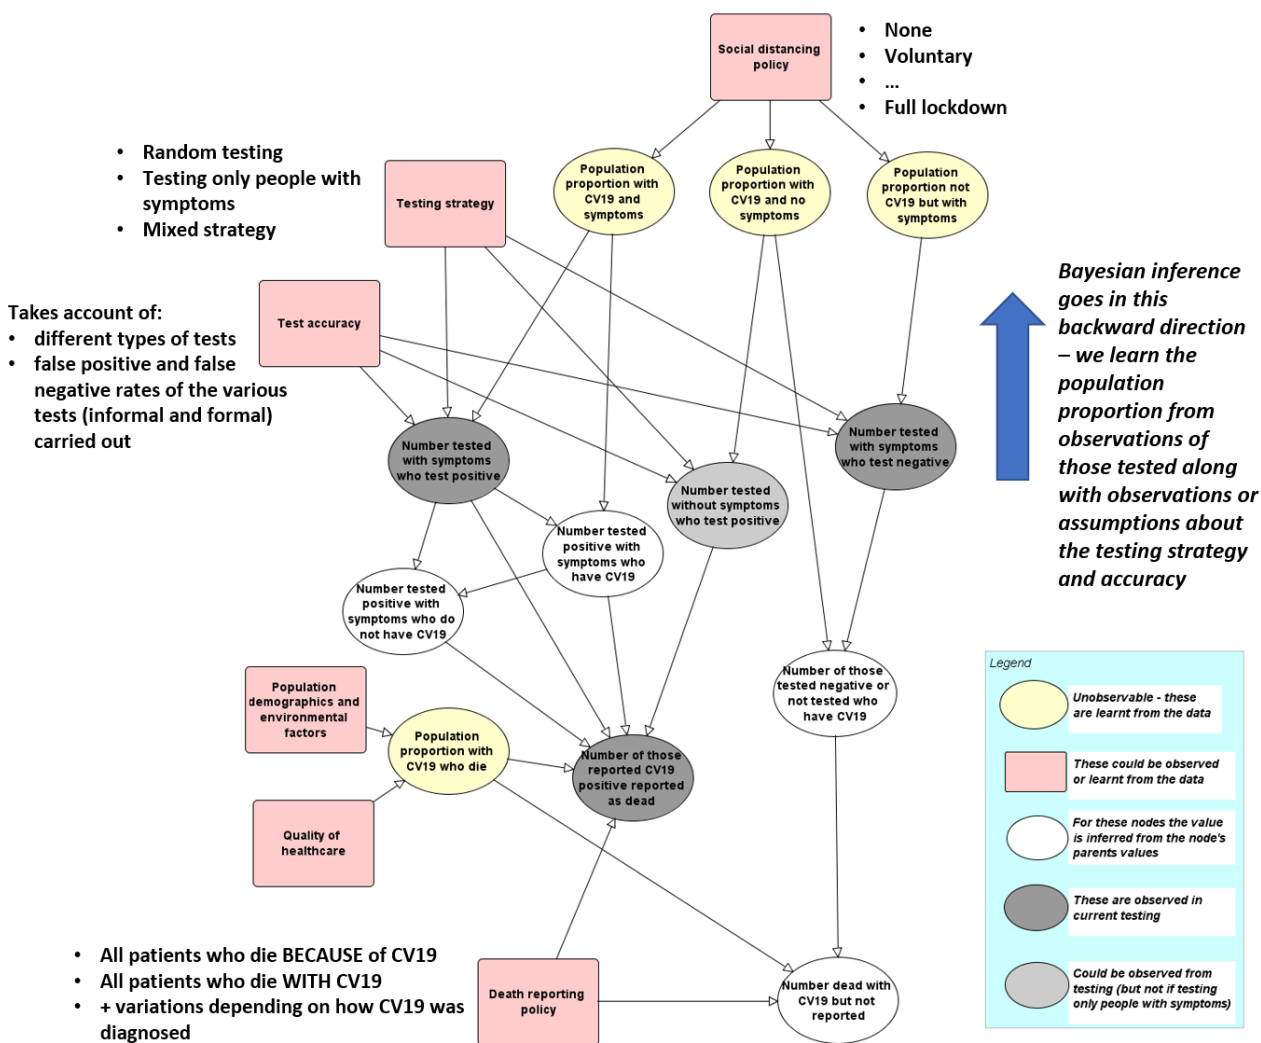 Social distancing
policy
• None
• Voluntary
• ...
• Full lockdown
• Random testing
• Testing only people with
symptoms
• Mixed strategy
Testing strategy
Population
proportion with
CV19 and
symptoms
Population
proportion with
CV19 and no
symptoms
Population
proportion not
CV19 but with
symptoms
Takes account of:
• different types of tests
• false positive and false
negative rates of the various
tests (informal and formal)
carried out
Test accuracy
Bayesian inference
goes in this
backward direction
– we learn the
population
proportion from
observations of
those tested along
with observations or
assumptions about
the testing strategy
and accuracy
Number tested
with symptoms
who test positive
Number tested
without symptoms
who test positive
Number tested
with symptoms
who test negative
Number tested
positive with
symptoms who
have CV19
Number tested
positive with
symptoms who do
not have CV19
Number of those
tested negative or
not tested who
have CV19
Population
demographics and
environmental
factors
Population
proportion with
CV19 who die
Number of those
reported CV19
positive reported
as dead
Quality of
healthcare
• All patients who die BECAUSE of CV19
• All patients who die WITH CV19
• + variations depending on how CV19 was
diagnosed
Death reporting
policy
Number dead with
CV19 but not
reported
Legend
Unobservable - these
are learnt from the data
These could be observed
or learnt from the data
For these nodes the value
is inferred from the node's
parents values
These are observed in
current testing
Could be observed from
testing (but not if testing
only people with symptoms)